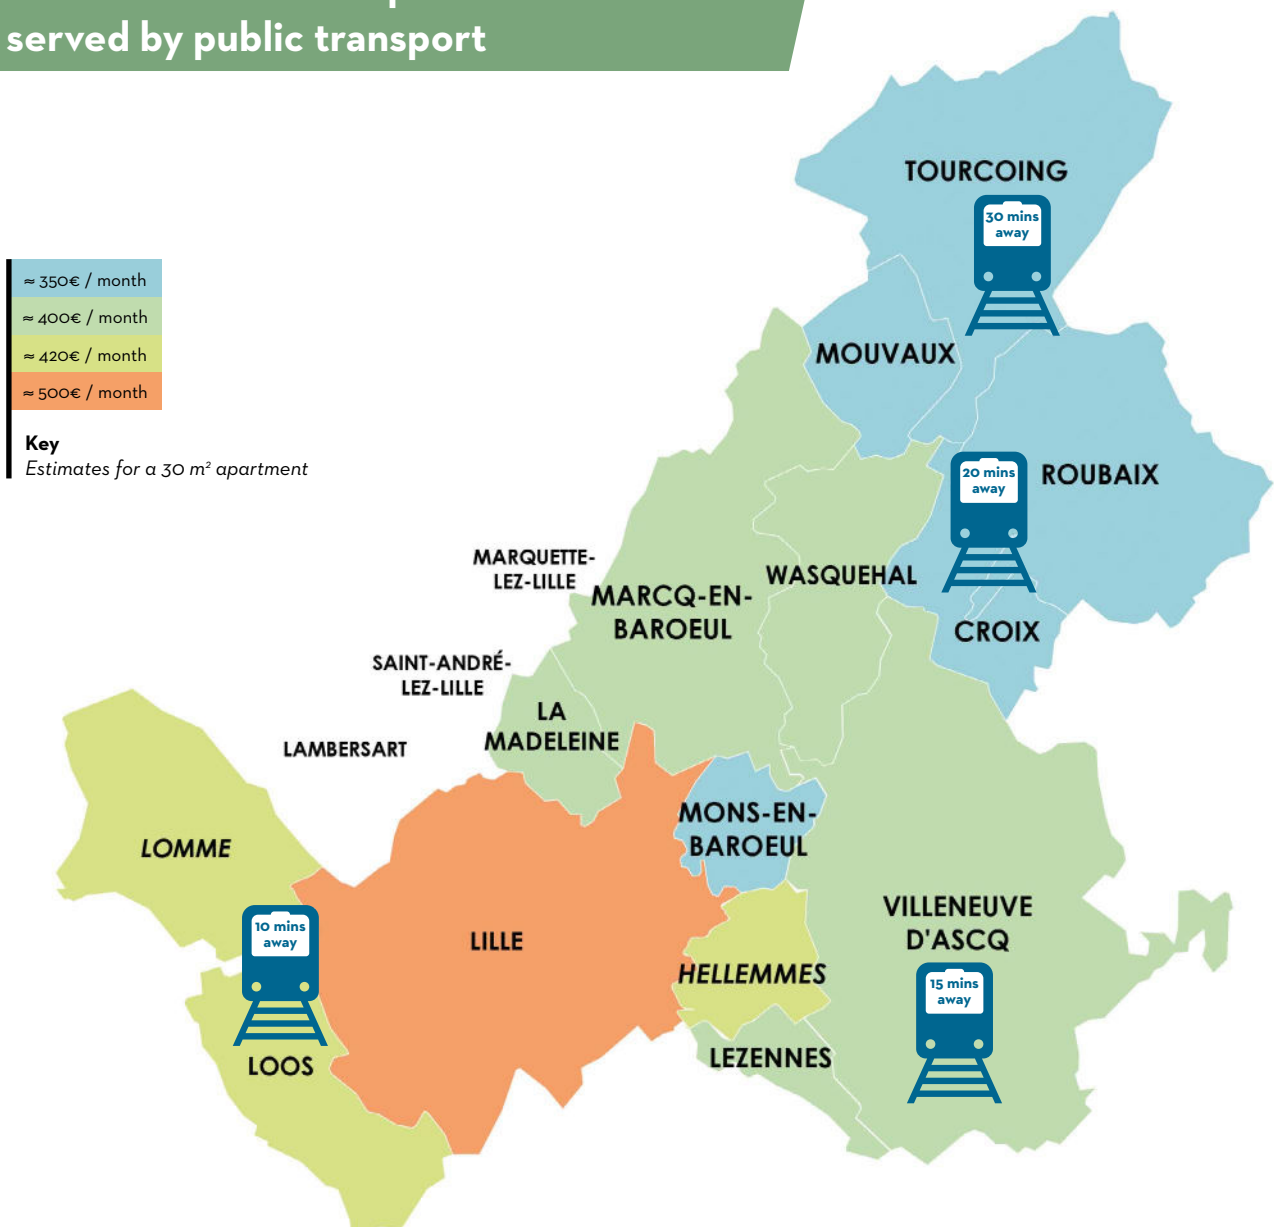 served by public transport
TOURCOING
30 mins
away
≈ 350€ / month
≈ 400€ / month
≈ 420€ / month
≈ 500€ / month
Key
Estimates for a 30 m² apartment
MOUVAUX
20 mins
away
ROUBAIX
MARQUETTE-
LEZ-LILLE
MARCQ-EN-
BAROEUL
WASQUEHAL
CROIX
SAINT-ANDRÉ-
LEZ-LILLE
LA
MADELEINE
LAMBERSART
MONS-EN-
BAROEUL
LOMME
10 mins
away
LILLE
VILLENEUVE
D'ASCQ
HELLEMMES
15 mins
away
LEZENNES
LOOS